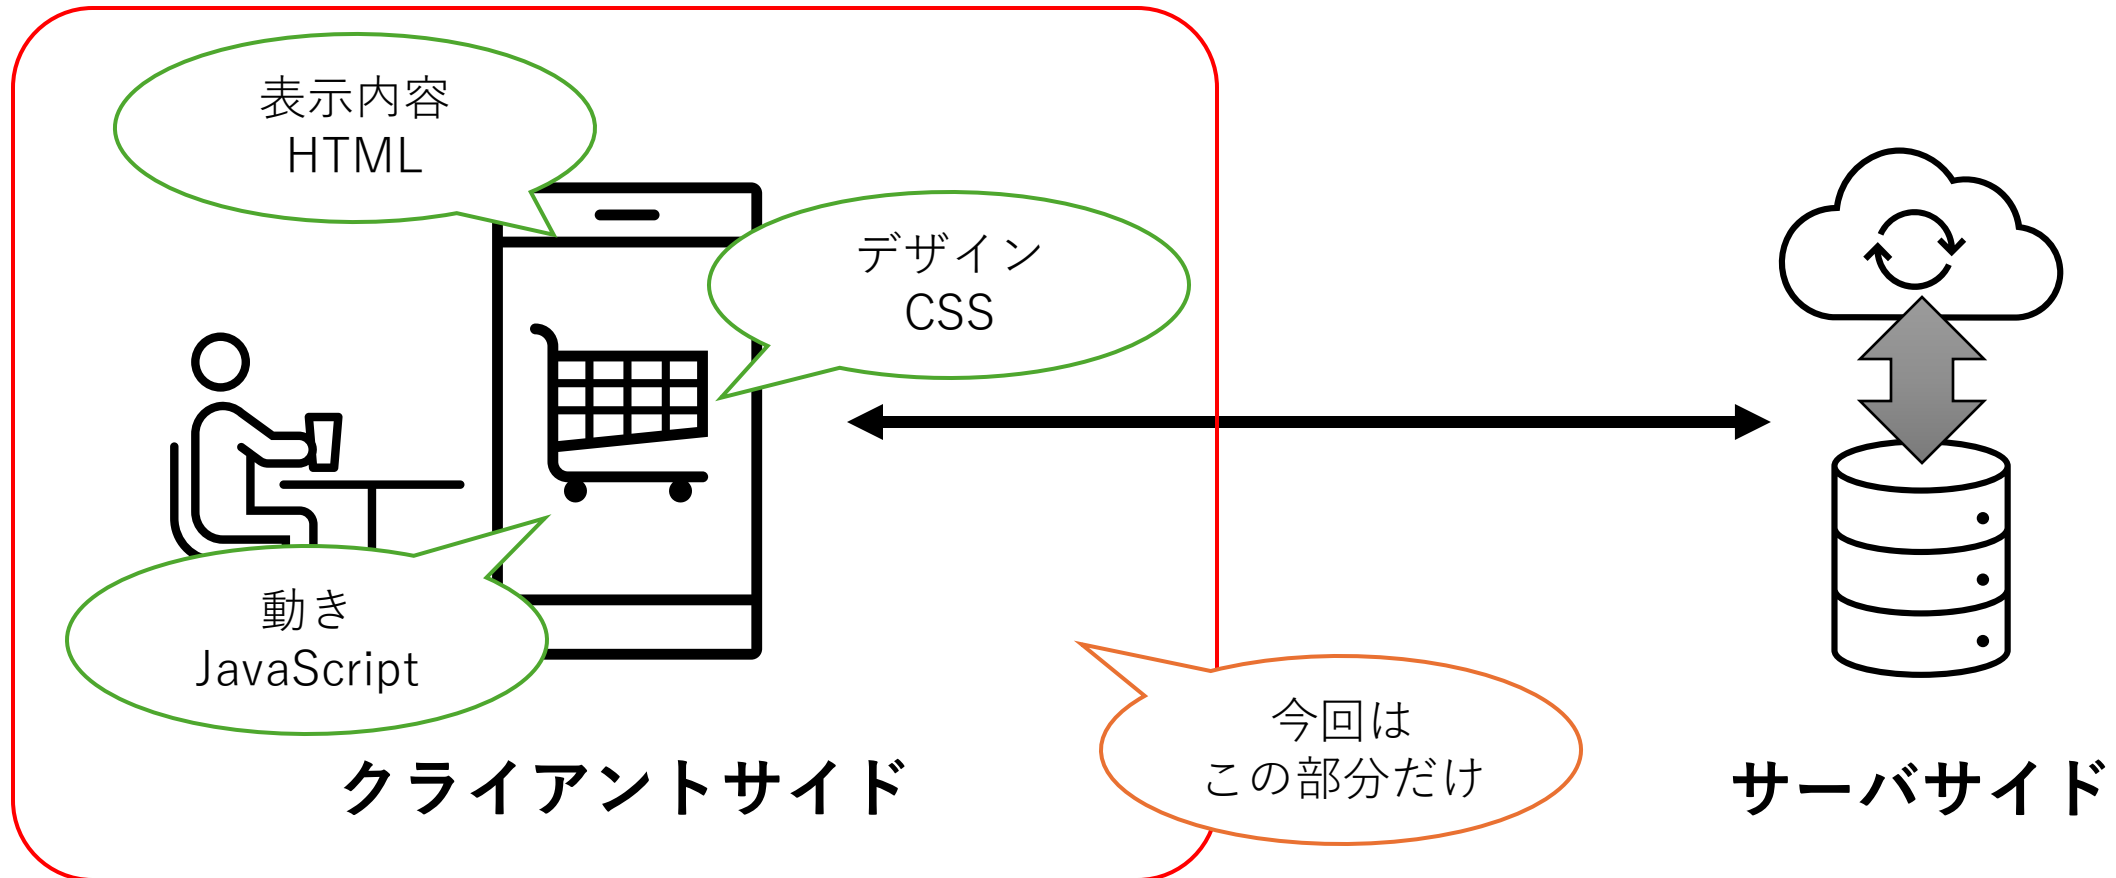 表示内容
HTML
デザイン
CSS
動き
JavaScript
今回は
この部分だけ
クライアントサイド
サーバサイド